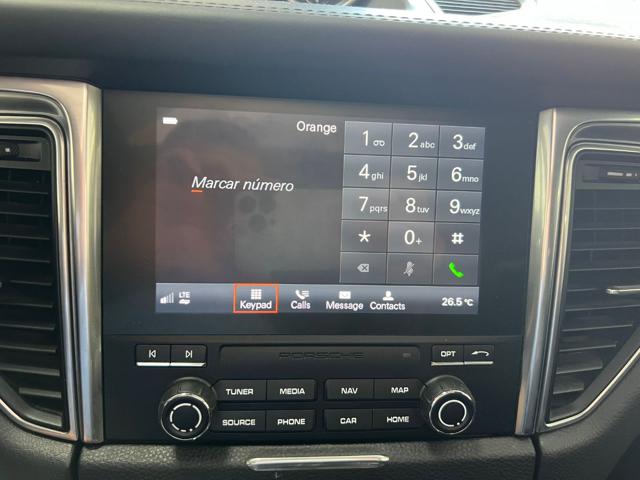 Orange
Marcar número
1
2 abc
3 def
4 ghi
5 jkl
6 mno
7 pqrs
8 tuv
9 wxyz
*
0 +
#
LTE
Keypad
Calls
Message
Contacts
26.5 °C
PORSCHE
OPT
TUNER
MEDIA
NAV
MAP
SOURCE
PHONE
CAR
HOME